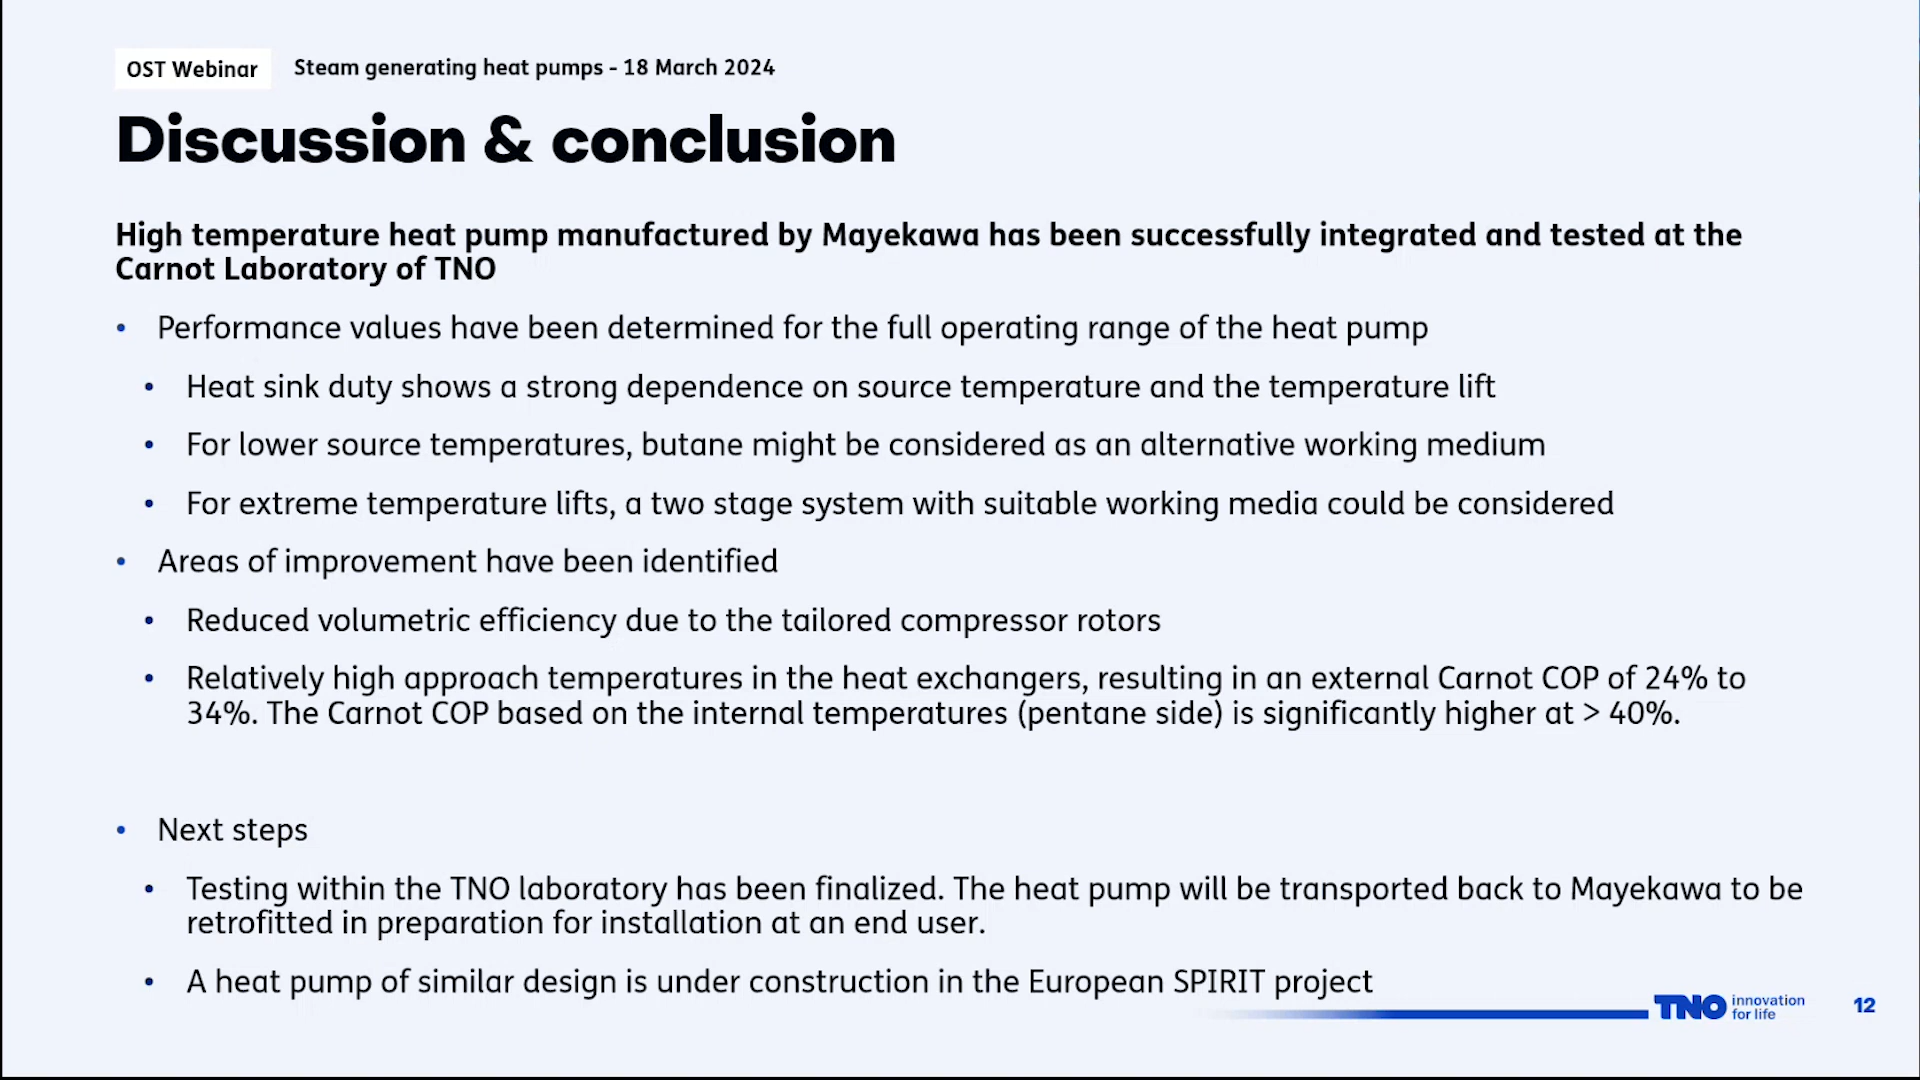 OST Webinar
Steam generating heat pumps - 18 March 2024
Discussion & conclusion
High temperature heat pump manufactured by Mayekawa has been successfully integrated and tested at the
Carnot Laboratory of TNO
• Performance values have been determined for the full operating range of the heat pump
• Heat sink duty shows a strong dependence on source temperature and the temperature lift
• For lower source temperatures, butane might be considered as an alternative working medium
• For extreme temperature lifts, a two stage system with suitable working media could be considered
• Areas of improvement have been identified
• Reduced volumetric efficiency due to the tailored compressor rotors
• Relatively high approach temperatures in the heat exchangers, resulting in an external Carnot COP of 24% to
34%. The Carnot COP based on the internal temperatures (pentane side) is significantly higher at > 40%.
• Next steps
• Testing within the TNO laboratory has been finalized. The heat pump will be transported back to Mayekawa to be
retrofitted in preparation for installation at an end user.
• A heat pump of similar design is under construction in the European SPIRIT project
TNO innovation
for life
12